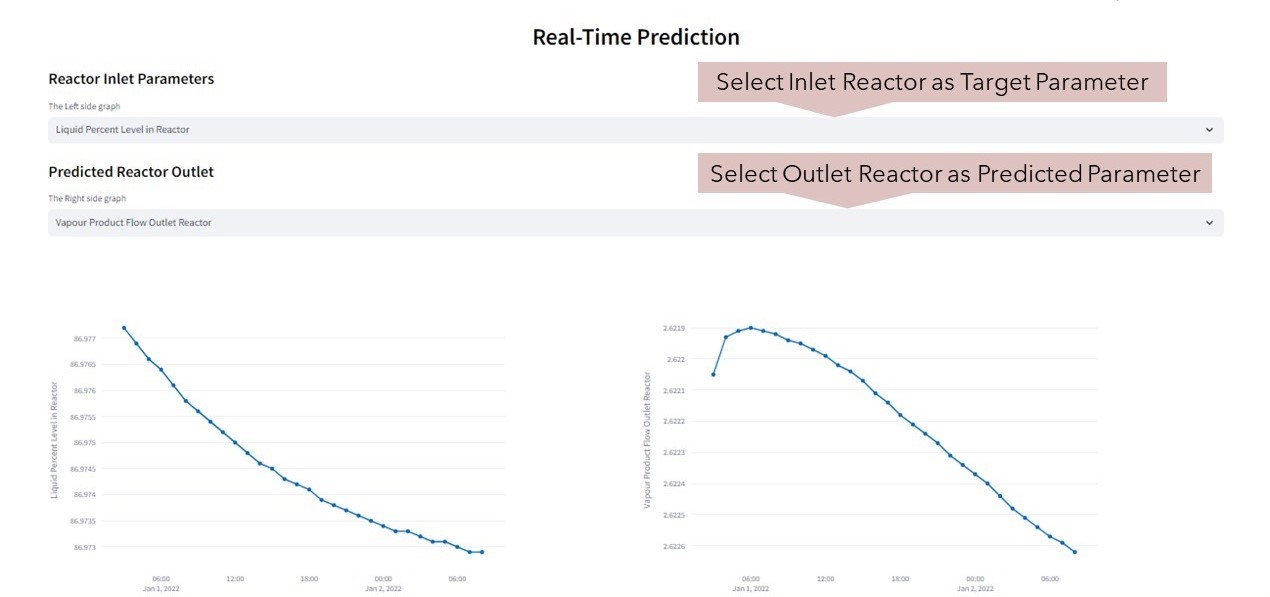 Real-Time Prediction
Reactor Inlet Parameters
Select Inlet Reactor as Target Parameter
The Left side graph
Liquid Percent Level in Reactor
Predicted Reactor Outlet
Select Outlet Reactor as Predicted Parameter
The Right side graph
Vapour Product Flow Outlet Reactor
Liquid Percent Level in Reactor
86.977
86.9765
86.976
86.9755
86.975
86.9745
86.974
86.9735
86.973
06:00 12:00 18:00 00:00 06:00
Jan 1, 2022 Jan 2, 2022
Vapour Product Flow Outlet Reactor
2.6219
2.622
2.6221
2.6222
2.6223
2.6224
2.6225
2.6226
06:00 12:00 18:00 00:00 06:00
Jan 1, 2022 Jan 2, 2022